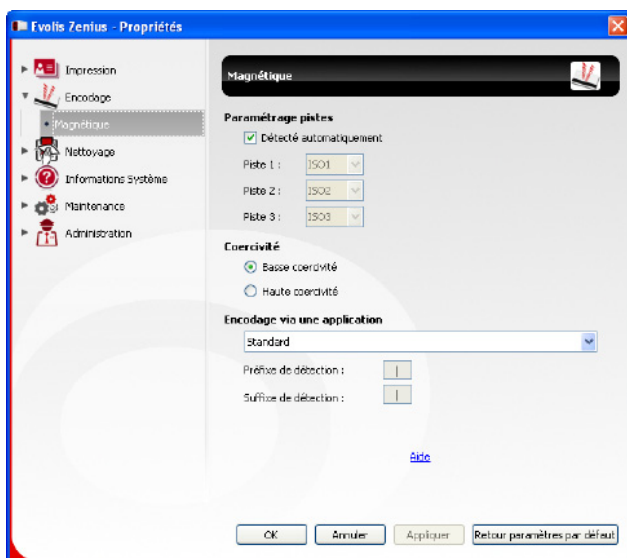 Evolis Zenius - Propriétés
Impression
Encodage
Magnétique
Nettoyage
Informations Système
Maintenance
Administration
Magnétique
Paramétrage pistes
Détecté automatiquement
Piste 1 : ISO1
Piste 2 : ISO2
Piste 3 : ISO3
Coercivité
Basse coercivité
Haute coercivité
Encodage via une application
Standard
Préfixe de détection : |
Suffixe de détection : |
Aide
OK Annuler Appliquer Retour paramètres par défaut